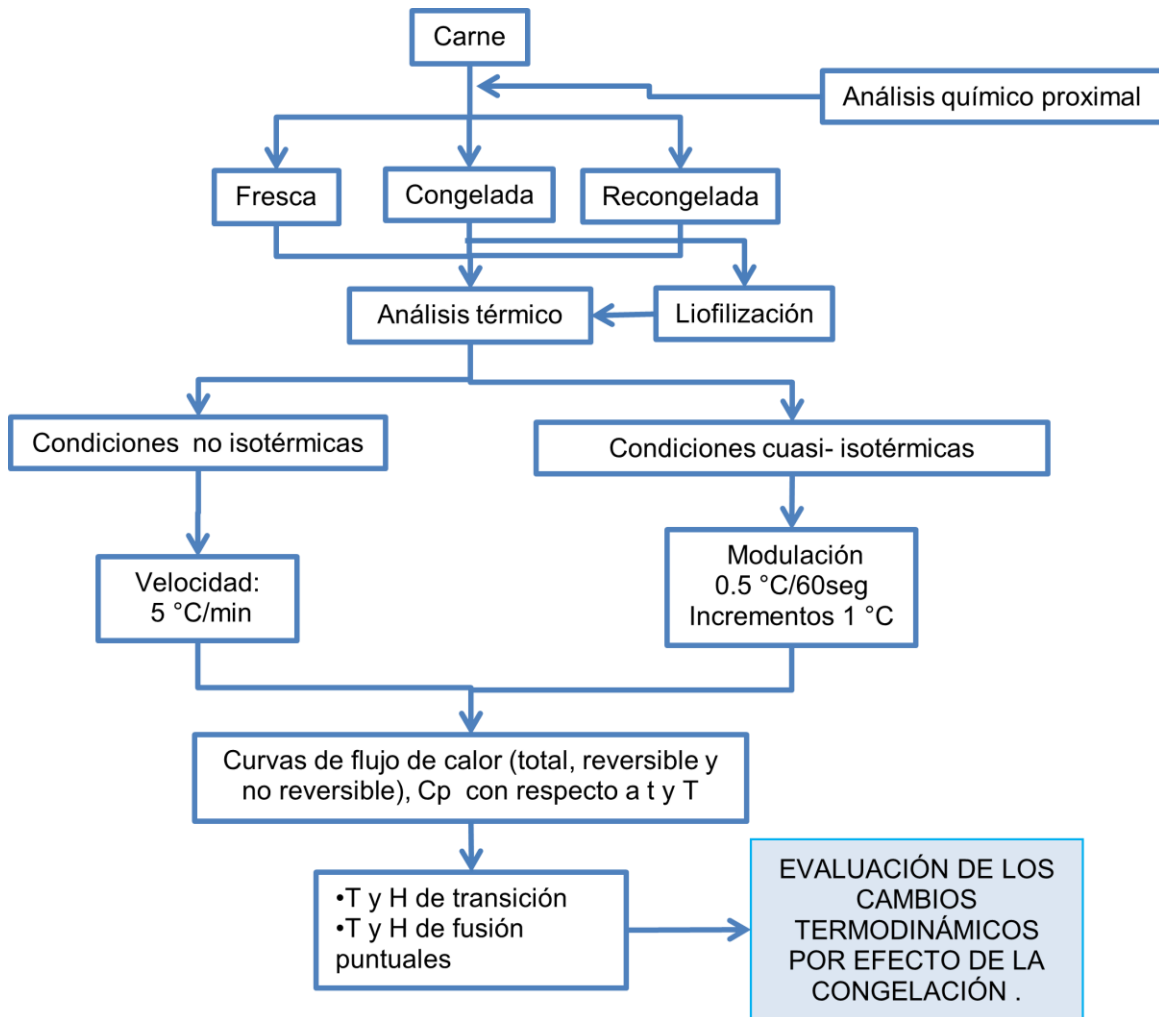 Carne
Análisis químico proximal
Fresca
Congelada
Recongelada
Análisis térmico
Liofilización
Condiciones no isotérmicas
Condiciones cuasi- isotérmicas
Velocidad:
5 °C/min
Modulación
0.5 °C/60seg
Incrementos 1 °C
Curvas de flujo de calor (total, reversible y
no reversible), Cp con respecto a t y T
•T y H de transición
•T y H de fusión
puntuales
EVALUACIÓN DE LOS
CAMBIOS
TERMODINÁMICOS
POR EFECTO DE LA
CONGELACIÓN .